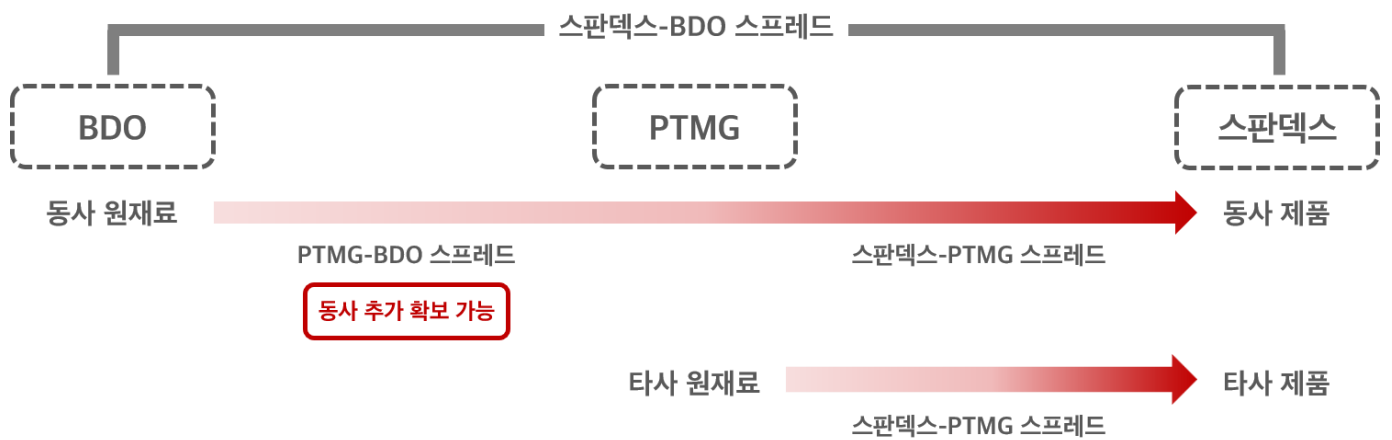 스판덱스-BDO 스프레드
BDO
PTMG
스판덱스
동사 원재료
동사 제품
PTMG-BDO 스프레드
스판덱스-PTMG 스프레드
동사 추가 확보 가능
타사 원재료
타사 제품
스판덱스-PTMG 스프레드